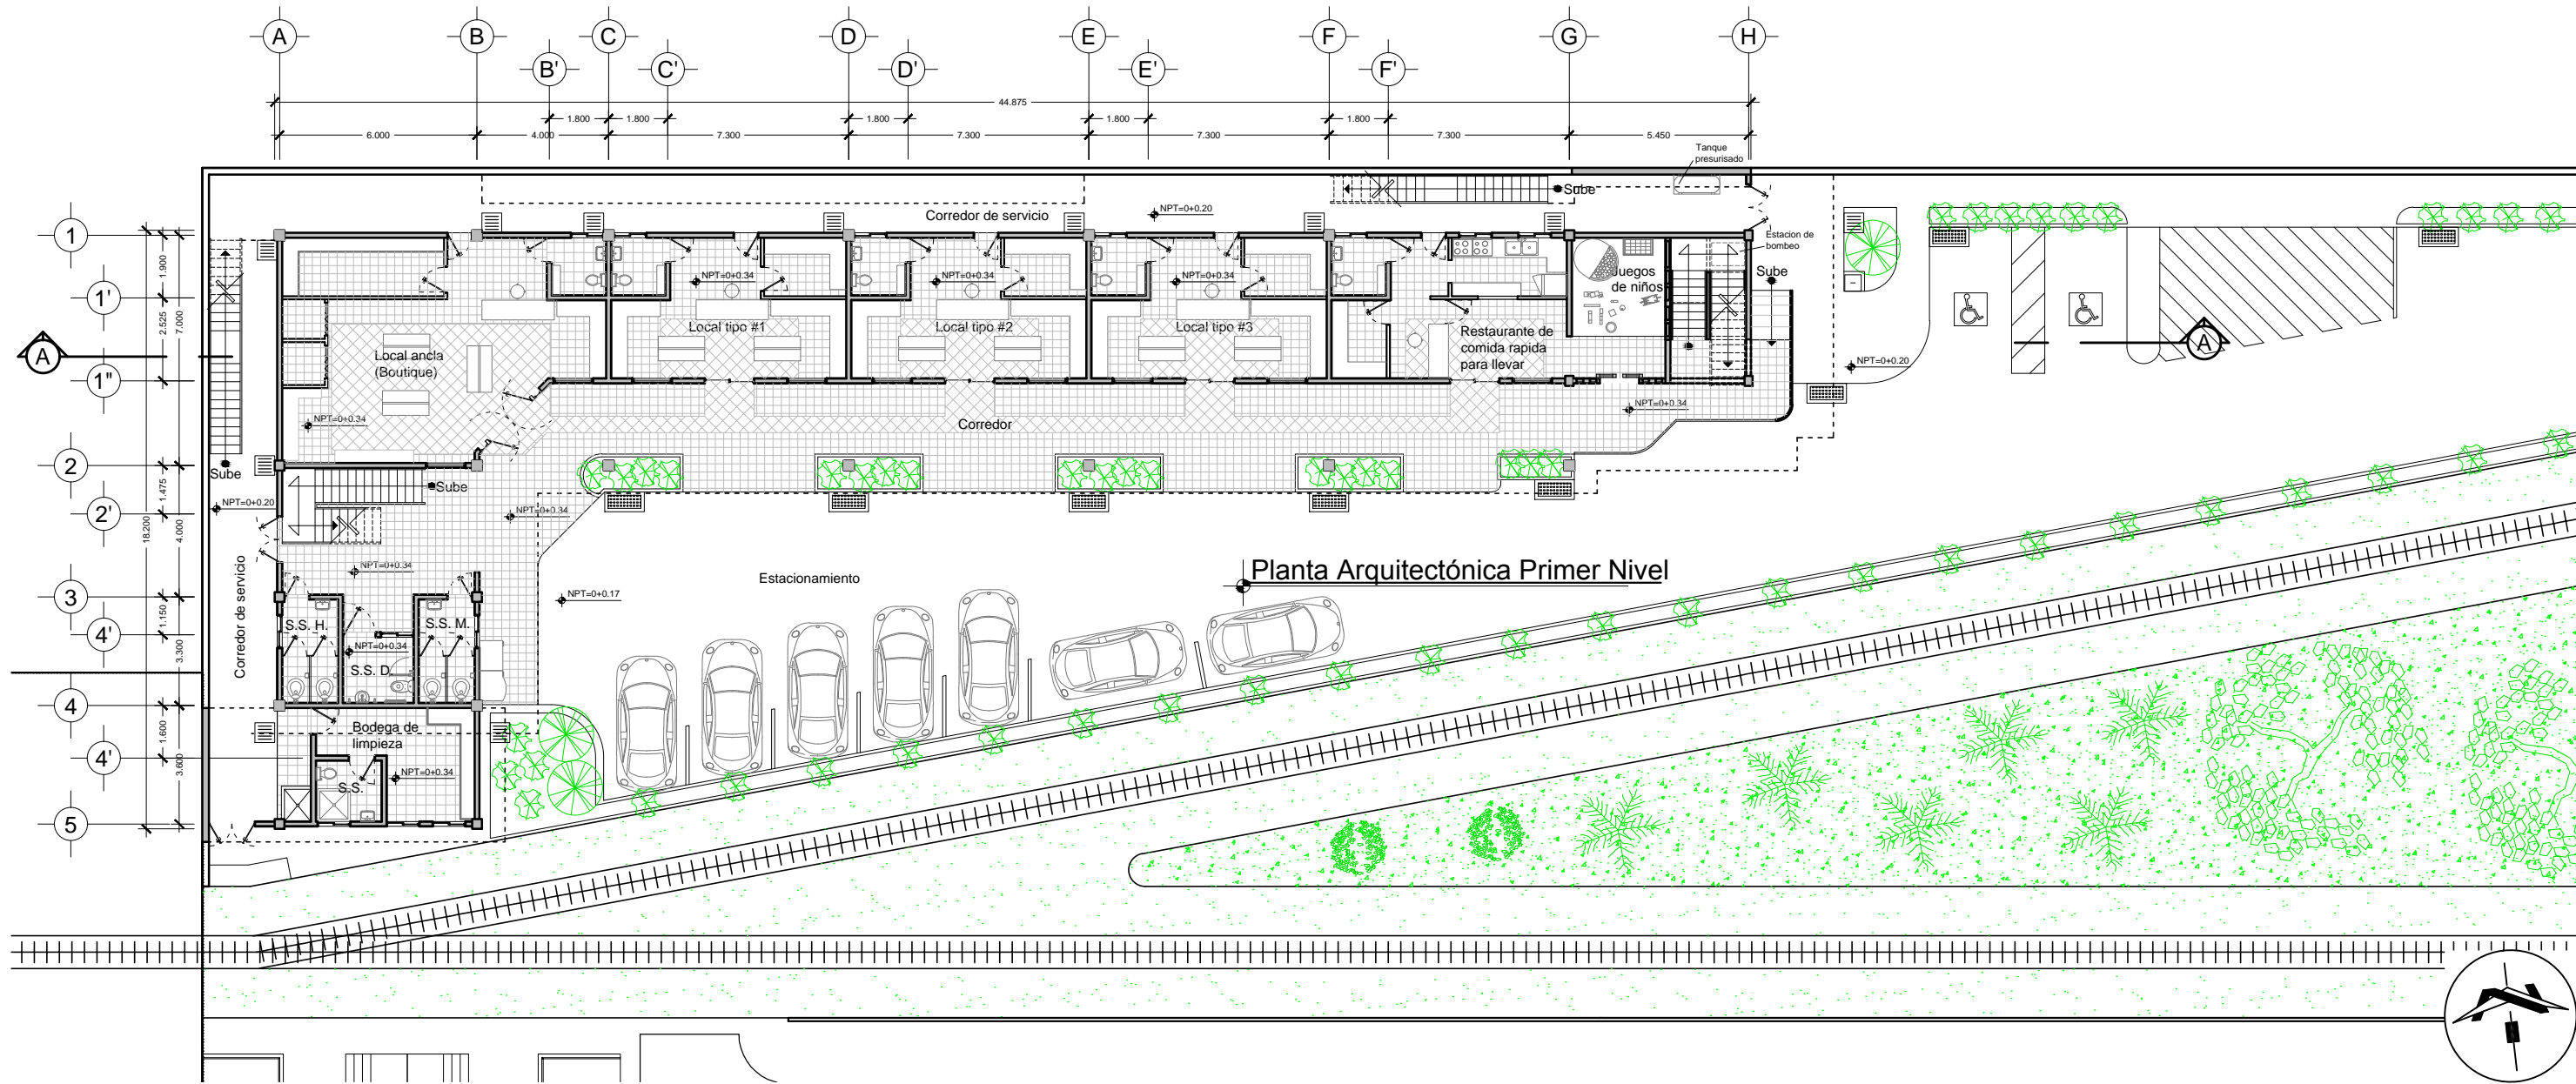 A
B
C
D
E
F
G
H
B'
C'
D'
E'
F'
44.875
1.800
1.800
1.800
1.800
1.800
6.000
4.000
7.300
7.300
7.300
7.300
5.450
Tanque
presurisado
Sube
NPT=0+0.20
Corredor de servicio
1
1'
1"
2
2'
3
4'
4
4'
5
1.900
2.525
7.000
1.475
4.000
18.200
1.150
3.300
1.600
3.600
A
A
Estacion de
bombeo
Sube
NPT=0+0.34
NPT=0+0.34
NPT=0+0.34
Juegos
de niños
Local tipo #1
Local tipo #2
Local tipo #3
Restaurante de
comida rapida
para llevar
Local ancla
(Boutique)
NPT=0+0.20
NPT=0+0.34
NPT=0+0.34
Corredor
Sube
Sube
NPT=0+0.20
NPT=0+0.34
NPT=0+0.34
Corredor de servicio
Estacionamiento
Planta Arquitectónica Primer Nivel
NPT=0+0.17
S.S. H.
S.S. M.
NPT=0+0.34
S.S. D.
Bodega de
limpieza
NPT=0+0.34
S.S.